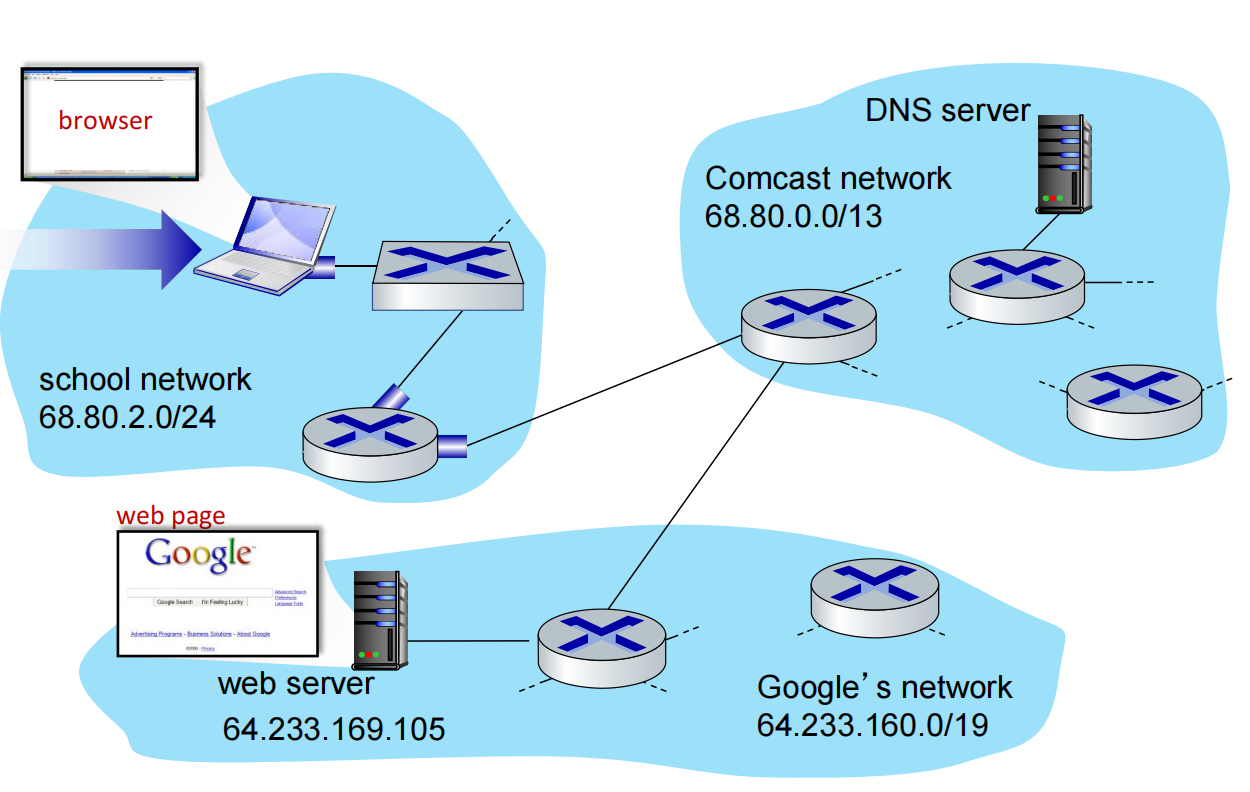 browser
DNS server
Comcast network
68.80.0.0/13
school network
68.80.2.0/24
web page
Google™
Advanced Search
Preferences
Language Tools
Google Search I'm Feeling Lucky
Advertising Programs - Business Solutions - About Google
©2009 - Privacy
web server
64.233.169.105
Google’s network
64.233.160.0/19